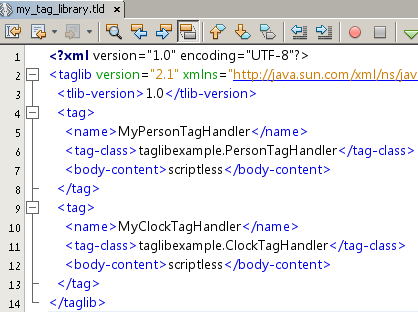 my_tag_library.tld
1 <?xml version="1.0" encoding="UTF-8"?>
2 <taglib version="2.1" xmlns="http://java.sun.com/xml/ns/jav
3 <tlib-version>1.0</tlib-version>
4 <tag>
5 <name>MyPersonTagHandler</name>
6 <tag-class>taglibexample.PersonTagHandler</tag-class>
7 <body-content>scriptless</body-content>
8 </tag>
9 <tag>
10 <name>MyClockTagHandler</name>
11 <tag-class>taglibexample.ClockTagHandler</tag-class>
12 <body-content>scriptless</body-content>
13 </tag>
14 </taglib>